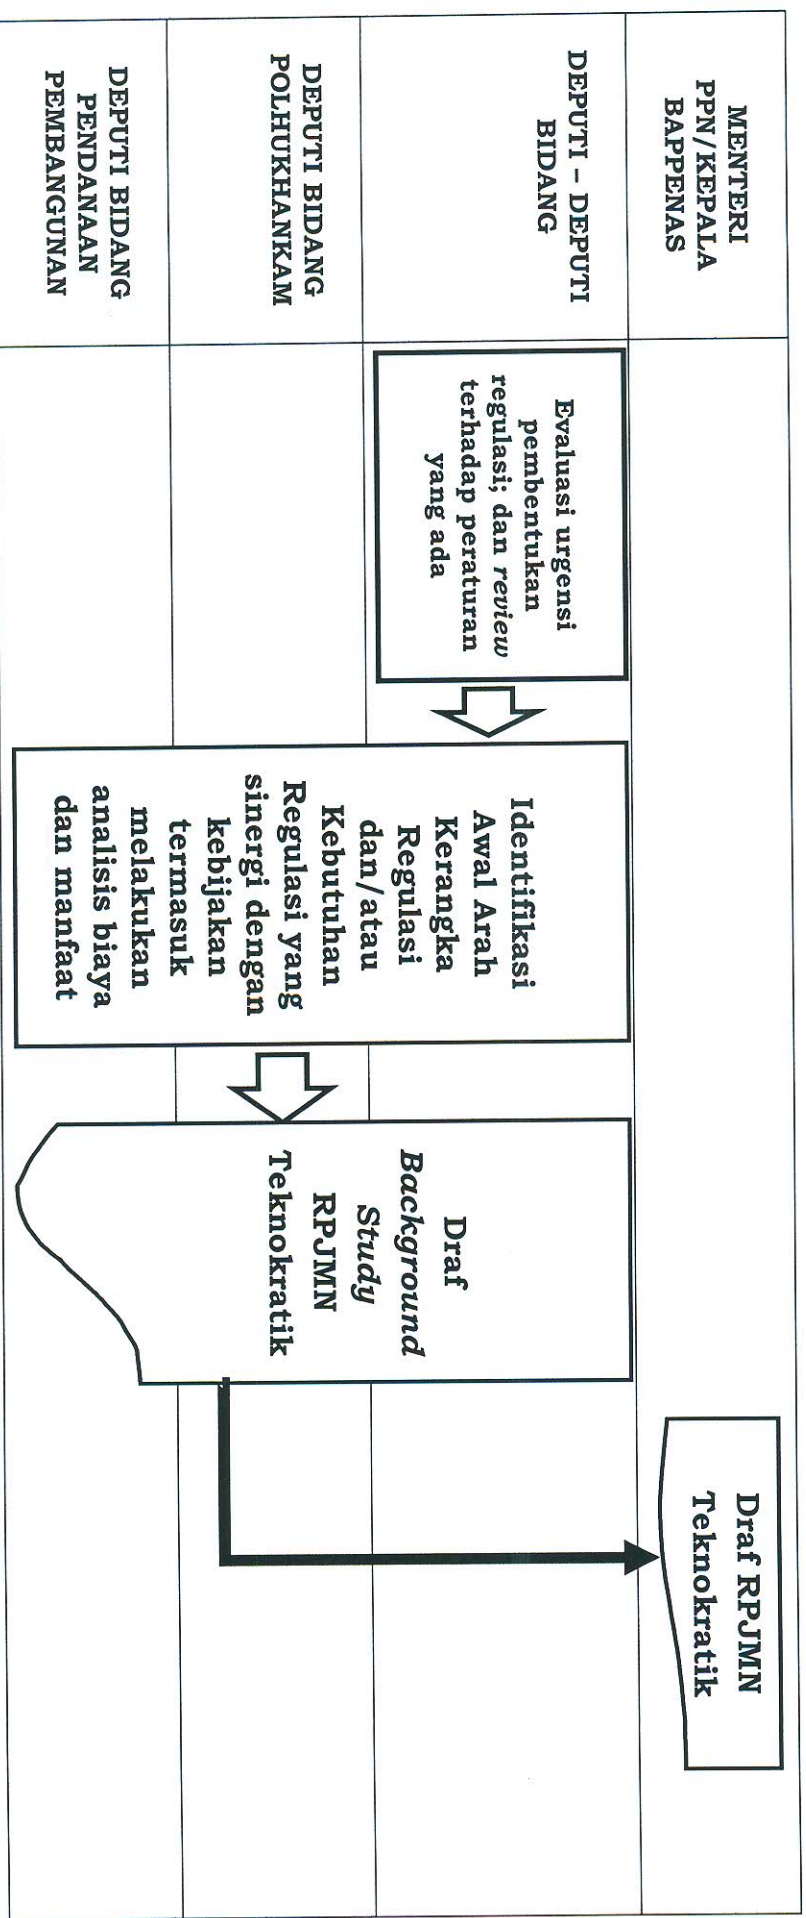 MENTERI
PPN/KEPALA
BAPPENAS
DEPUTI – DEPUTI
BIDANG
DEPUTI BIDANG
POLHUKHANKAM
DEPUTI BIDANG
PENDANAAN
PEMBANGUNAN
Evaluasi urgensi
pembentukan
regulasi; dan review
terhadap peraturan
yang ada
Identifikasi
Awal Arah
Kerangka
Regulasi
dan/atau
Kebutuhan
Regulasi yang
sinergi dengan
kebijakan
termasuk
melakukan
analisis biaya
dan manfaat
Draf
Background
Study
RPJMN
Teknokratik
Draf RPJMN
Teknokratik